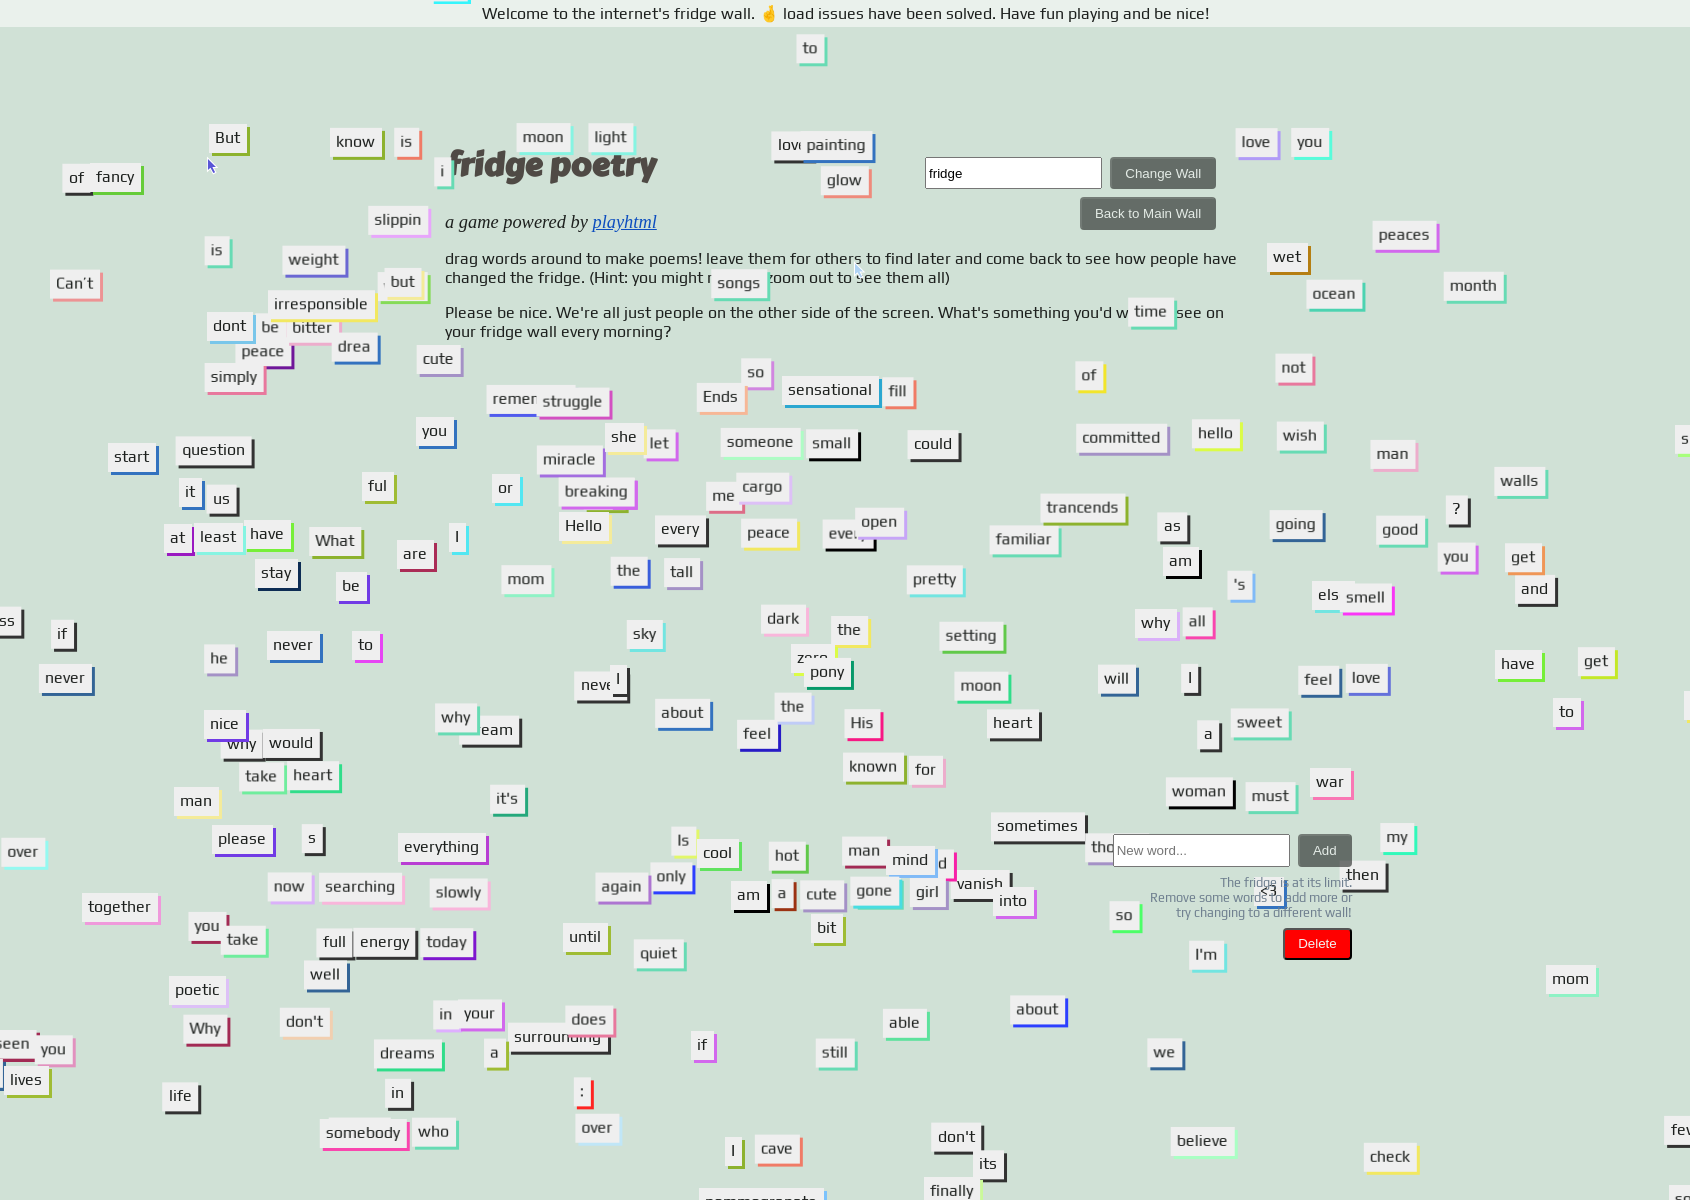 Welcome to the internet's fridge wall. 🤞 load issues have been solved. Have fun playing and be nice!
to
But know is moon light painting love you
i fridge poetry
of fancy glow fridge Change Wall
Back to Main Wall
slippin a game powered by playhtml peaces
is weight drag words around to make poems! leave them for others to find later and come back to see how people have wet
Can't but changed the fridge. (Hint: you might zoom out to see them all) songs ocean month
irresponsible
dont be bitter Please be nice. We're all just people on the other side of the screen. What's something you'd see on time
your fridge wall every morning?
peace drea cute
simply so of not
struggle Ends sensational fill
you she let someone small could committed hello wish
start question miracle man
it us ful or breaking me cargo walls
trancends ?
at least have What I Hello every peace open familiar as going good
are am you get
stay be mom the tall pretty 's and
smell
if dark the why all
he never to sky setting
never I pony moon will I feel love have get
about the to
nice why feel His heart a sweet
why would
take heart known for
man it's woman must war
please s everything Is cool hot man mind sometimes New word... Add my
over
now searching slowly again only am a cute gone girl vanish into The fridge is at its limit. <3 then
together Remove some words to add more or
try changing to a different wall!
you take so
full energy today until bit
well quiet I'm Delete
poetic mom
Why don't in your does able about
you dreams a surrounding if still we
lives
life in :
somebody who over I cave don't believe check
its
finally